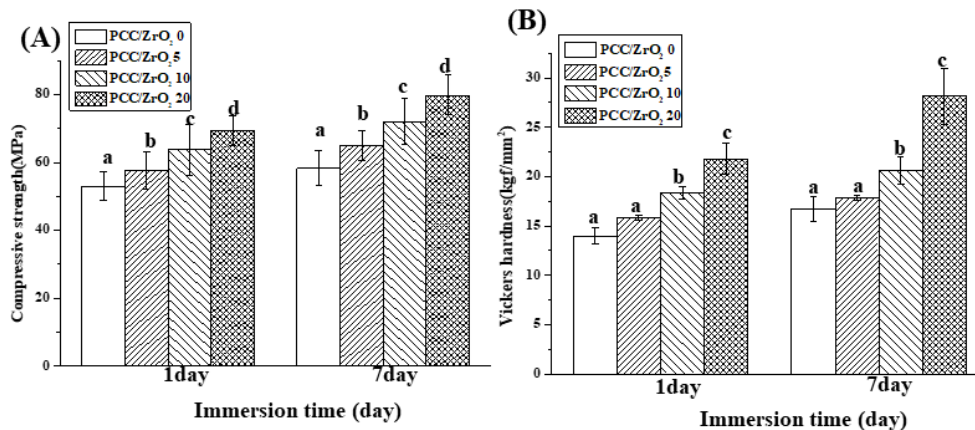 (A)
PCC/ZrO₂ 0
PCC/ZrO₂ 5
PCC/ZrO₂ 10
PCC/ZrO₂ 20
Compressive strength(MPa)
80
60
40
20
0
a
b
c
d
a
b
c
d
1day
7day
Immersion time (day)
(B)
PCC/ZrO₂ 0
PCC/ZrO₂5
PCC/ZrO₂ 10
PCC/ZrO₂ 20
Vickers hardness(kgf/mm²)
30
25
20
15
10
5
0
a
a
b
c
a
a
b
c
1day
7day
Immersion time (day)